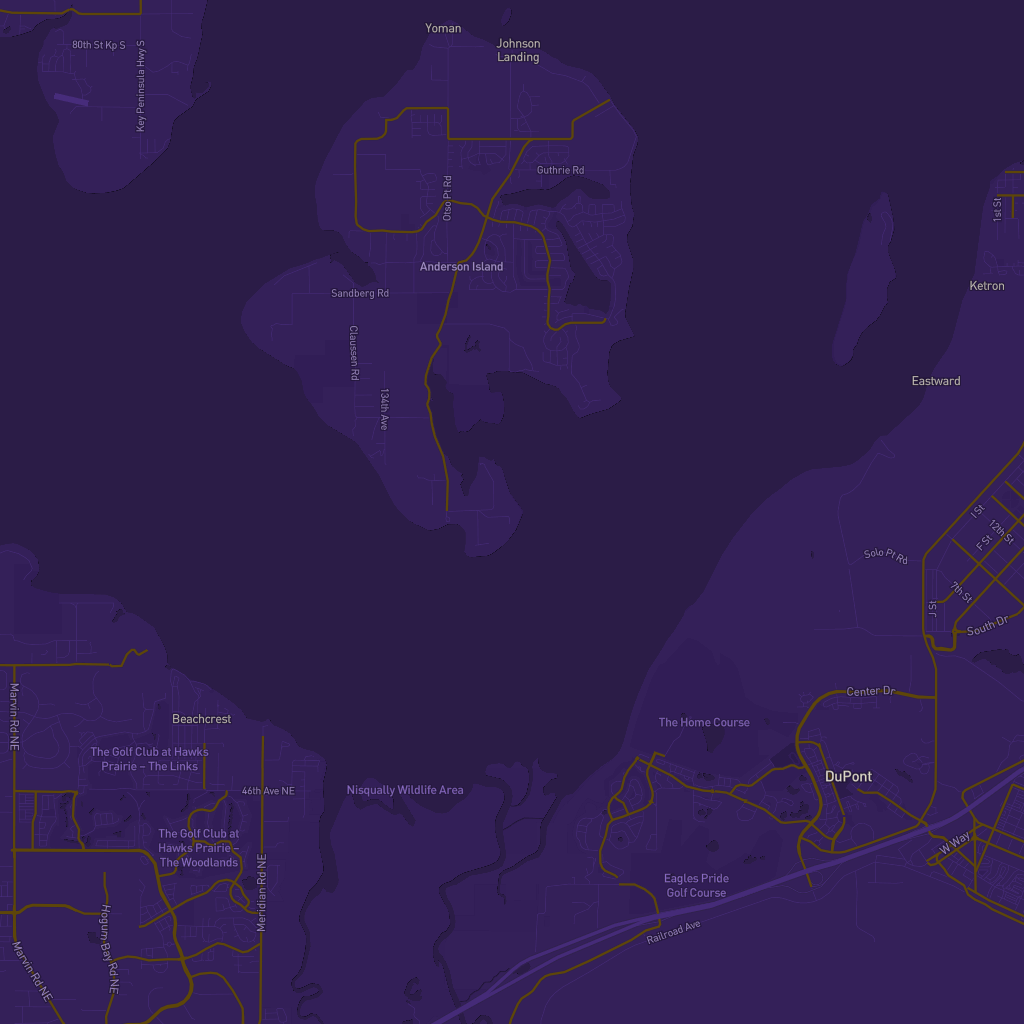 Yoman
Johnson
Landing
80th St Kp S
Key Peninsula Hwy S
Guthrie Rd
Otso Pt Rd
1st St
Anderson Island
Sandberg Rd
Ketron
Claussen Rd
134th Ave
Eastward
I St
12th St
F St
Solo Pt Rd
7th St
J St
South Dr
Marvin Rd NE
Center Dr
Beachcrest
The Home Course
The Golf Club at Hawks
Prairie – The Links
46th Ave NE
Nisqually Wildlife Area
DuPont
The Golf Club at
Hawks Prairie –
The Woodlands
W Way
Meridian Rd NE
Eagles Pride
Golf Course
Hogum Bay Rd NE
Railroad Ave
Marvin Rd NE